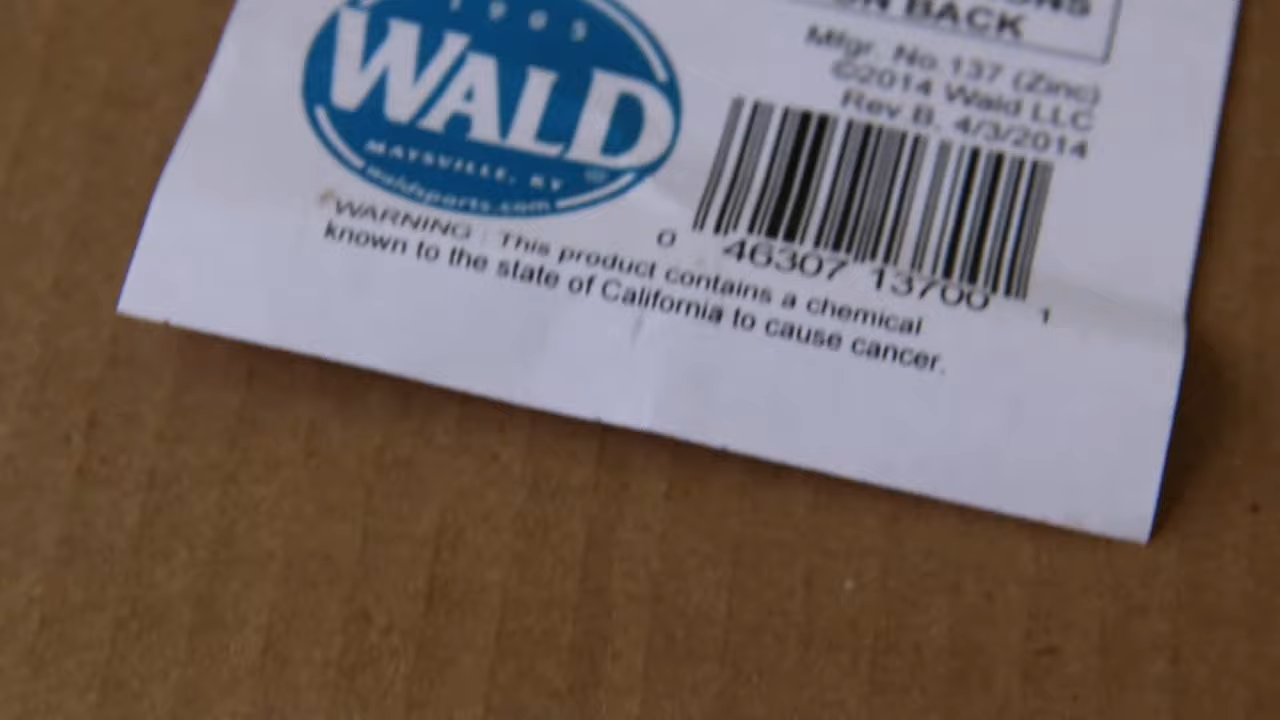 ON BACK
1905
WALD
MAYSVILLE, KY
waldsports.com
Mfgr. No.137 (Zinc)
©2014 Wald LLC
Rev B. 4/3/2014
0 46307 13700 1
WARNING : This product contains a chemical
known to the state of California to cause cancer.